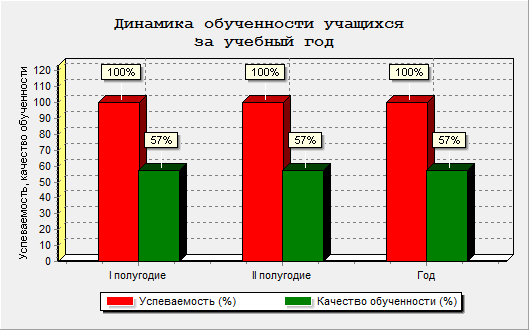 Динамика обученности учащихся
за учебный год
Успеваемость, качество обученности
120
110
100
90
80
70
60
50
40
30
20
10
0
100%
57%
100%
57%
100%
57%
I полугодие
II полугодие
Год
Успеваемость (%)
Качество обученности (%)